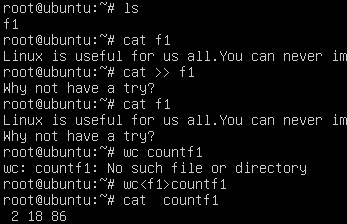 root@ubuntu:~# ls
f1
root@ubuntu:~# cat f1
Linux is useful for us all.You can never im
root@ubuntu:~# cat >> f1
Why not have a try?
root@ubuntu:~# cat f1
Linux is useful for us all.You can never im
Why not have a try?
root@ubuntu:~# wc countf1
wc: countf1: No such file or directory
root@ubuntu:~# wc<f1>countf1
root@ubuntu:~# cat  countf1
 2 18 86